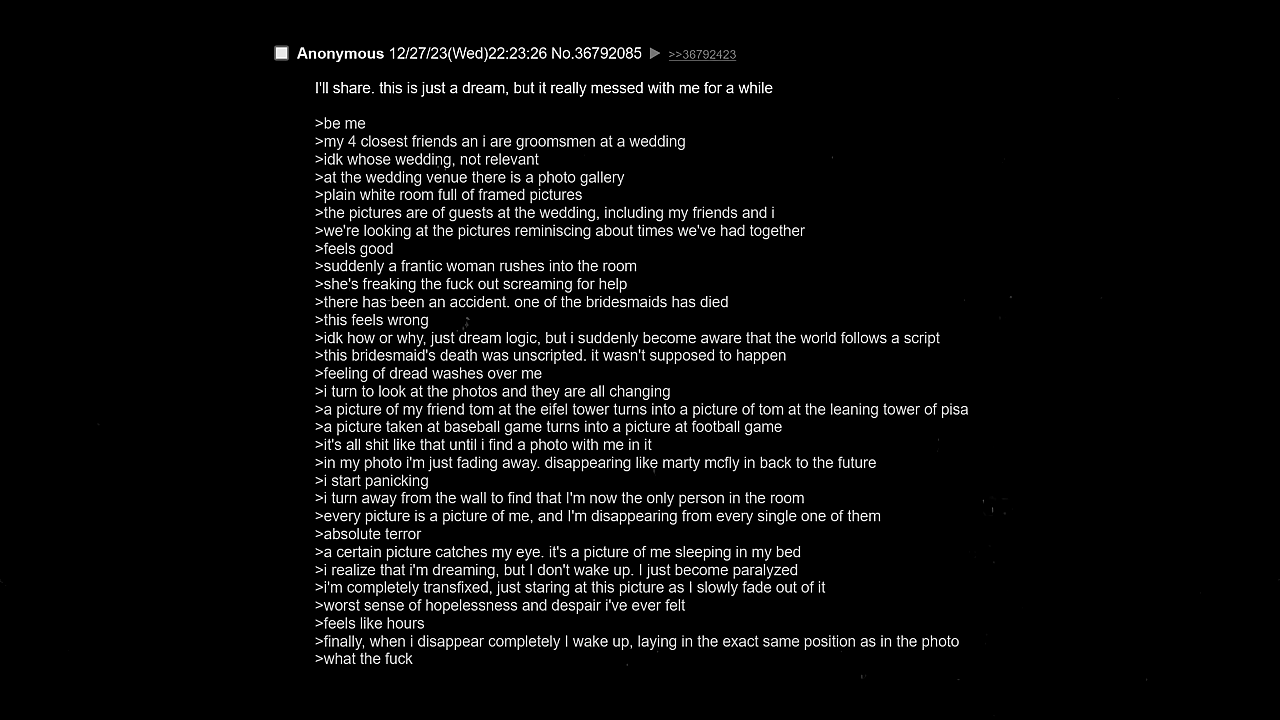 Anonymous 12/27/23(Wed)22:23:26 No.36792085 ▶ >>36792423
I'll share. this is just a dream, but it really messed with me for a while
>be me
>my 4 closest friends an i are groomsmen at a wedding
>idk whose wedding, not relevant
>at the wedding venue there is a photo gallery
>plain white room full of framed pictures
>the pictures are of guests at the wedding, including my friends and i
>we're looking at the pictures reminiscing about times we've had together
>feels good
>suddenly a frantic woman rushes into the room
>she's freaking the fuck out screaming for help
>there has been an accident. one of the bridesmaids has died
>this feels wrong
>idk how or why, just dream logic, but i suddenly become aware that the world follows a script
>this bridesmaid's death was unscripted. it wasn't supposed to happen
>feeling of dread washes over me
>i turn to look at the photos and they are all changing
>a picture of my friend tom at the eifel tower turns into a picture of tom at the leaning tower of pisa
>a picture taken at baseball game turns into a picture at football game
>it's all shit like that until i find a photo with me in it
>in my photo i'm just fading away. disappearing like marty mcfly in back to the future
>i start panicking
>i turn away from the wall to find that I'm now the only person in the room
>every picture is a picture of me, and I'm disappearing from every single one of them
>absolute terror
>a certain picture catches my eye. it's a picture of me sleeping in my bed
>i realize that i'm dreaming, but I don't wake up. I just become paralyzed
>i'm completely transfixed, just staring at this picture as I slowly fade out of it
>worst sense of hopelessness and despair i've ever felt
>feels like hours
>finally, when i disappear completely I wake up, laying in the exact same position as in the photo
>what the fuck